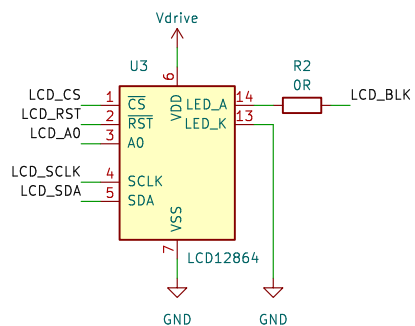 Vdrive
U3
R2
0R
6
VDD
LCD_CS
1
CS
LED_A
14
LCD_BLK
LCD_RST
2
RST
LED_K
13
LCD_A0
3
A0
LCD_SCLK
4
SCLK
LCD_SDA
5
SDA
VSS
7
LCD12864
GND
GND